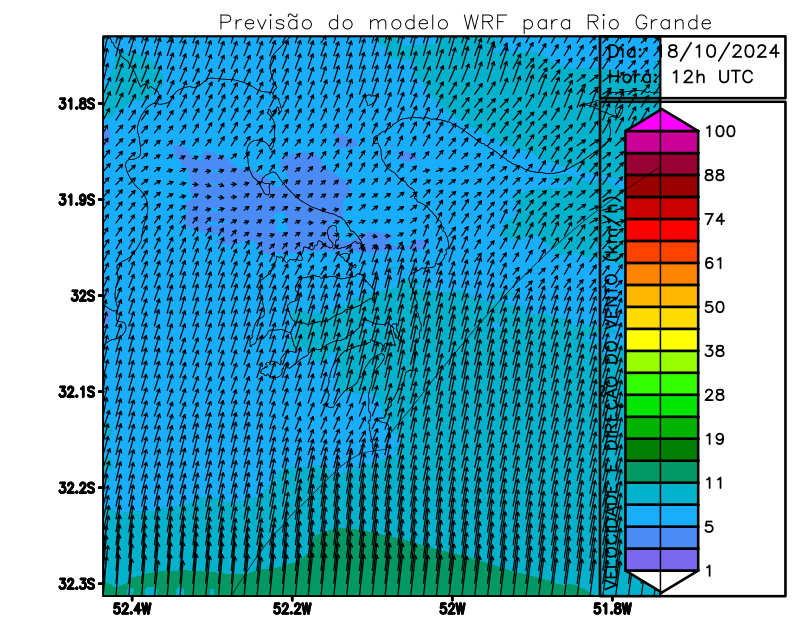 Previsão do modelo WRF para Rio Grande
Dia: 8/10/2024
Hora: 12h UTC
31.8S
31.9S
32S
32.1S
32.2S
32.3S
52.4W
52.2W
52W
51.8W
VELOCIDADE E DIREÇÃO DO VENTO (km/h)
100
88
74
61
50
38
28
19
11
5
1